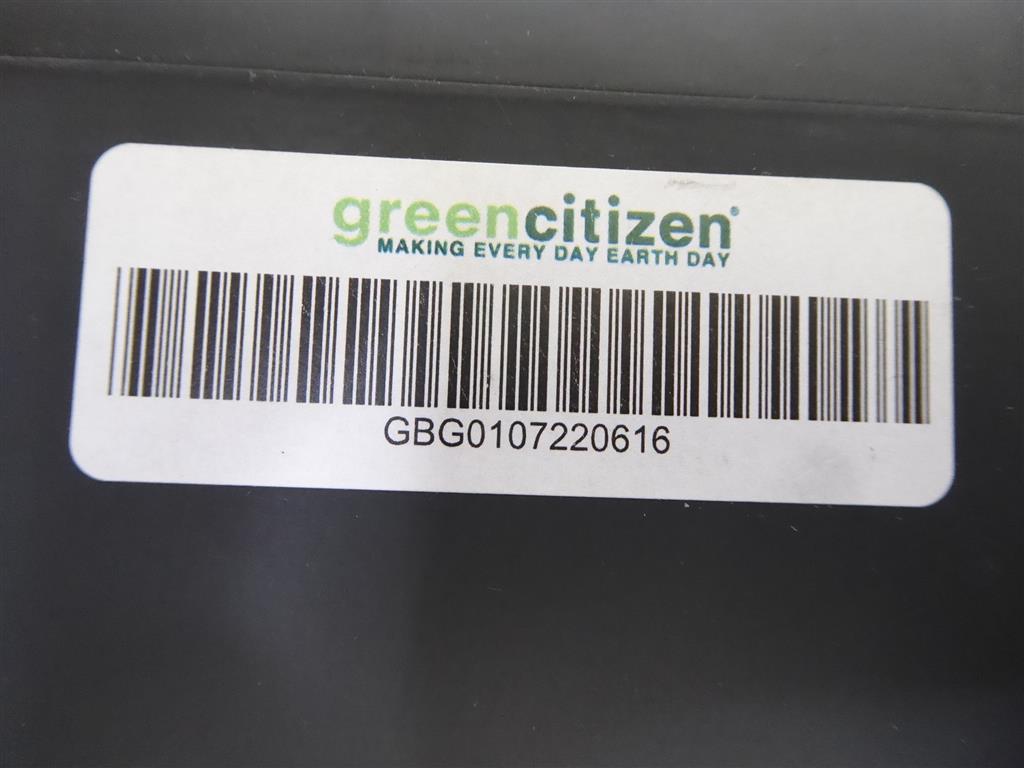 greencitizen®
MAKING EVERY DAY EARTH DAY
GBG0107220616